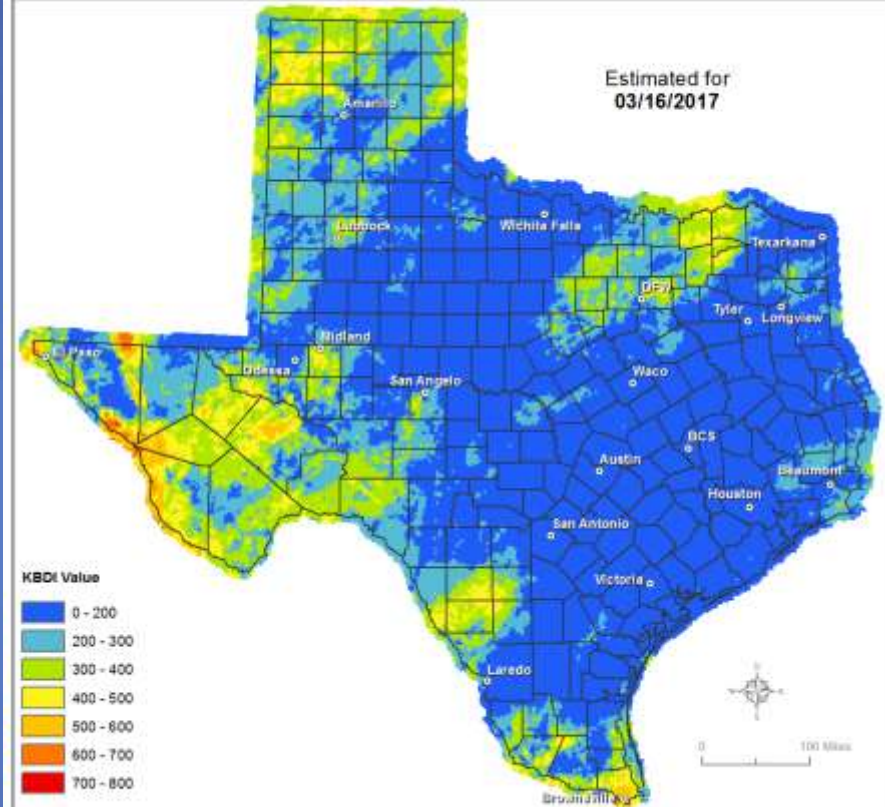 Estimated for
03/16/2017
Amarillo
Lubbock
Wichita Falls
Texarkana
DFW
Tyler
Longview
El Paso
Midland
Odessa
San Angelo
Waco
BCS
Austin
Beaumont
Houston
San Antonio
Victoria
Laredo
Brownsville
KBDI Value
0 - 200
200 - 300
300 - 400
400 - 500
500 - 600
600 - 700
700 - 800
0 100 Miles